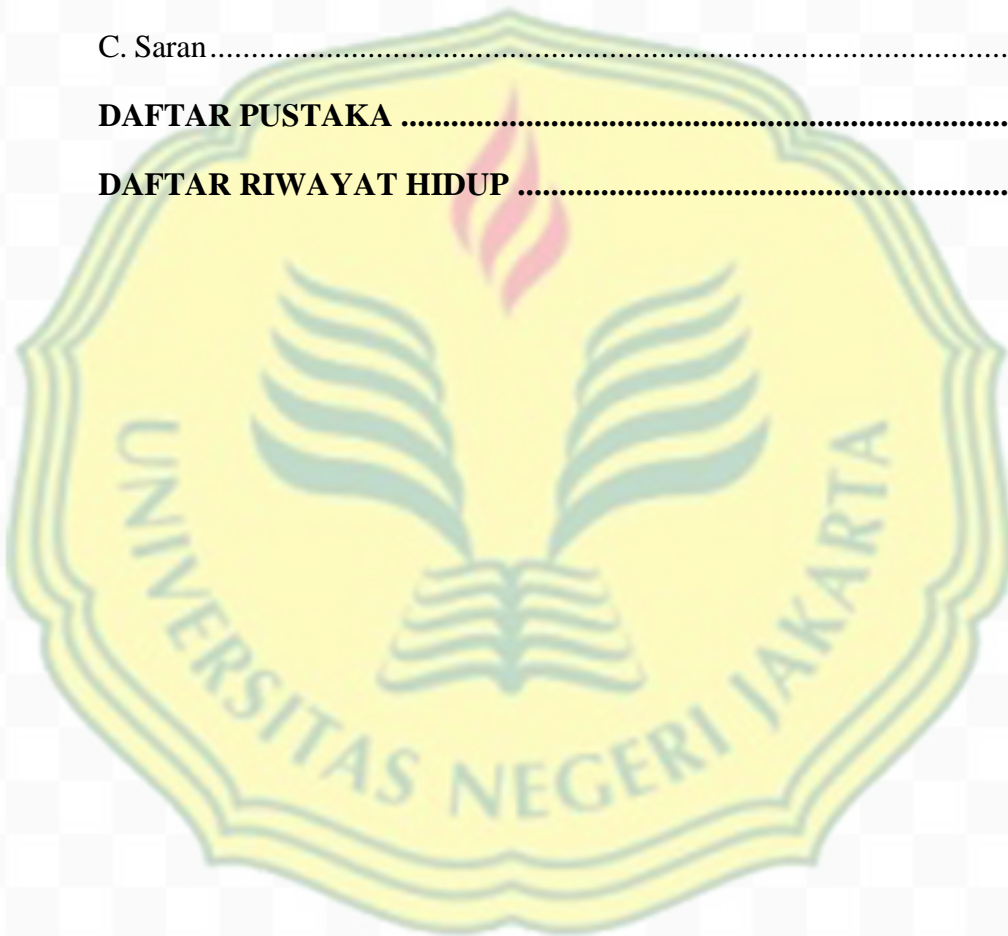 C. Saran..........................................................................................
DAFTAR PUSTAKA ..........................................................................
DAFTAR RIWAYAT HIDUP ...........................................................
UNIVERSITAS NEGERI JAKARTA